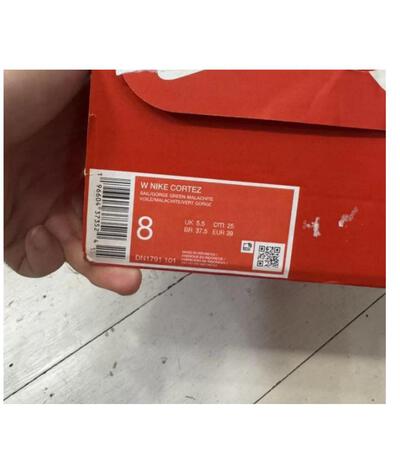 W NIKE CORTEZ
SAIL/GORGE GREEN-MALACHITE
VOILE/MALACHITE/VERT GORGE
8
UK 5.5 CM 25
BR 37.5 EUR 39
DN1791 101